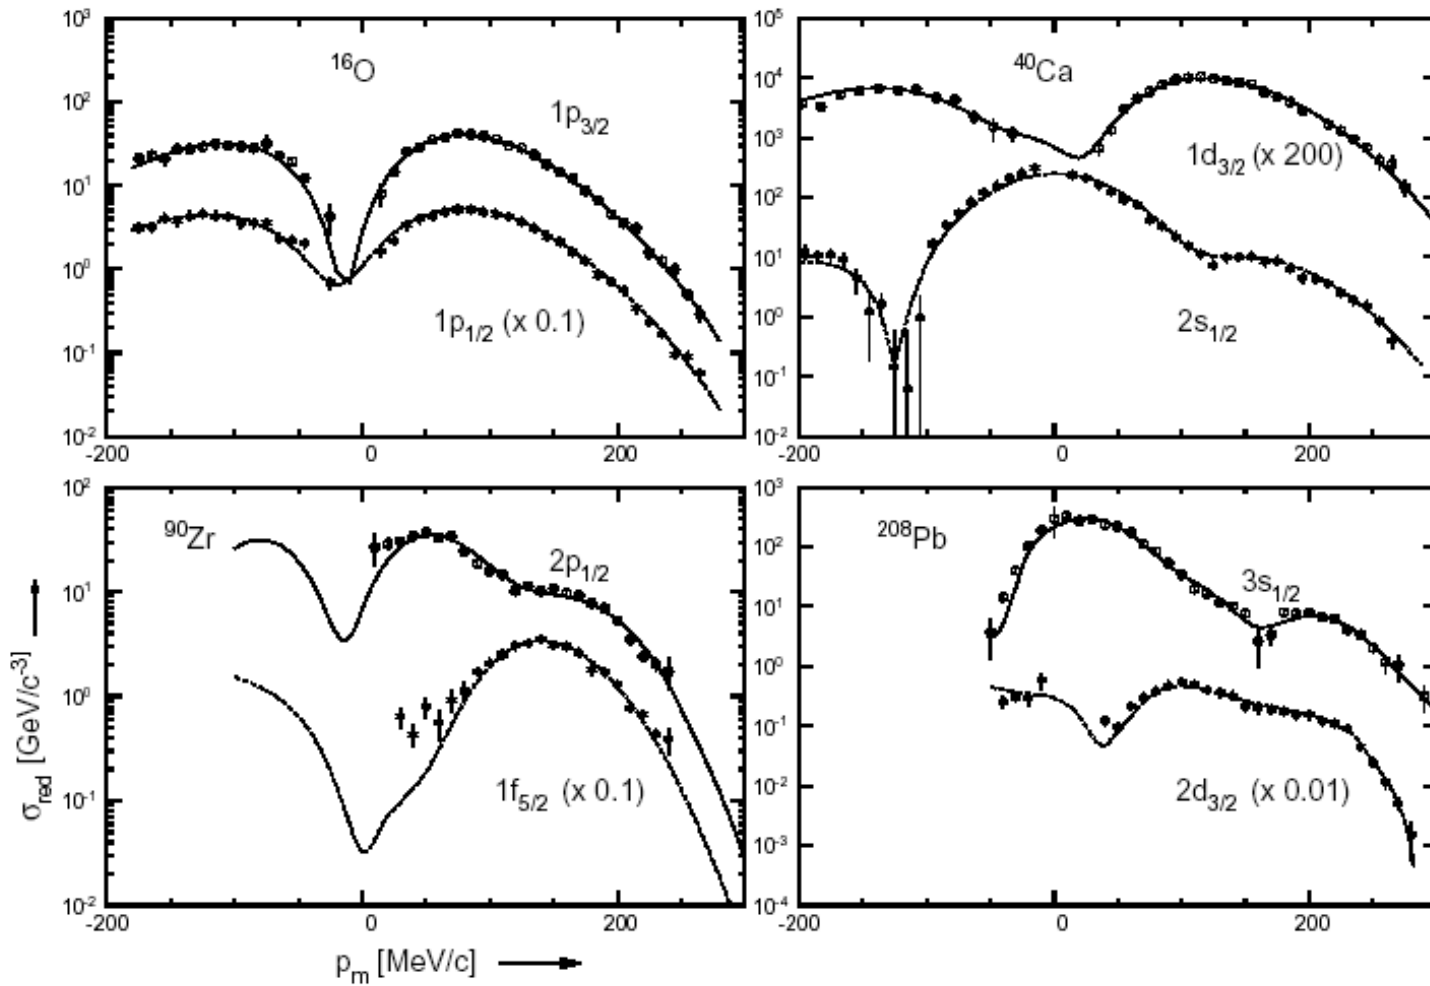 10³
10²
10¹
10⁰
10⁻¹
10⁻²
-200
0
200
¹⁶O
1p₃/₂
1p₁/₂ (x 0.1)
10⁵
10⁴
10³
10²
10¹
10⁰
10⁻¹
10⁻²
-200
0
200
⁴⁰Ca
1d₃/₂ (x 200)
2s₁/₂
10²
10¹
10⁰
10⁻¹
10⁻²
-200
0
200
⁹⁰Zr
2p₁/₂
1f₅/₂ (x 0.1)
10³
10²
10¹
10⁰
10⁻¹
10⁻²
10⁻³
10⁻⁴
-200
0
200
²⁰⁸Pb
3s₁/₂
2d₃/₂ (x 0.01)
σred [GeV/c⁻³]
pm [MeV/c]